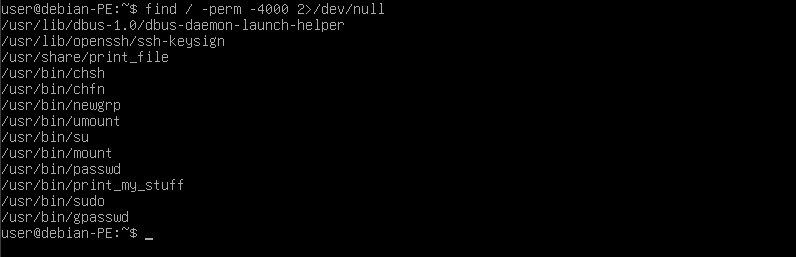 user@debian-PE:~$ find / -perm -4000 2>/dev/null
/usr/lib/dbus-1.0/dbus-daemon-launch-helper
/usr/lib/openssh/ssh-keysign
/usr/share/print_file
/usr/bin/chsh
/usr/bin/chfn
/usr/bin/newgrp
/usr/bin/umount
/usr/bin/su
/usr/bin/mount
/usr/bin/passwd
/usr/bin/print_my_stuff
/usr/bin/sudo
/usr/bin/gpasswd
user@debian-PE:~$ _